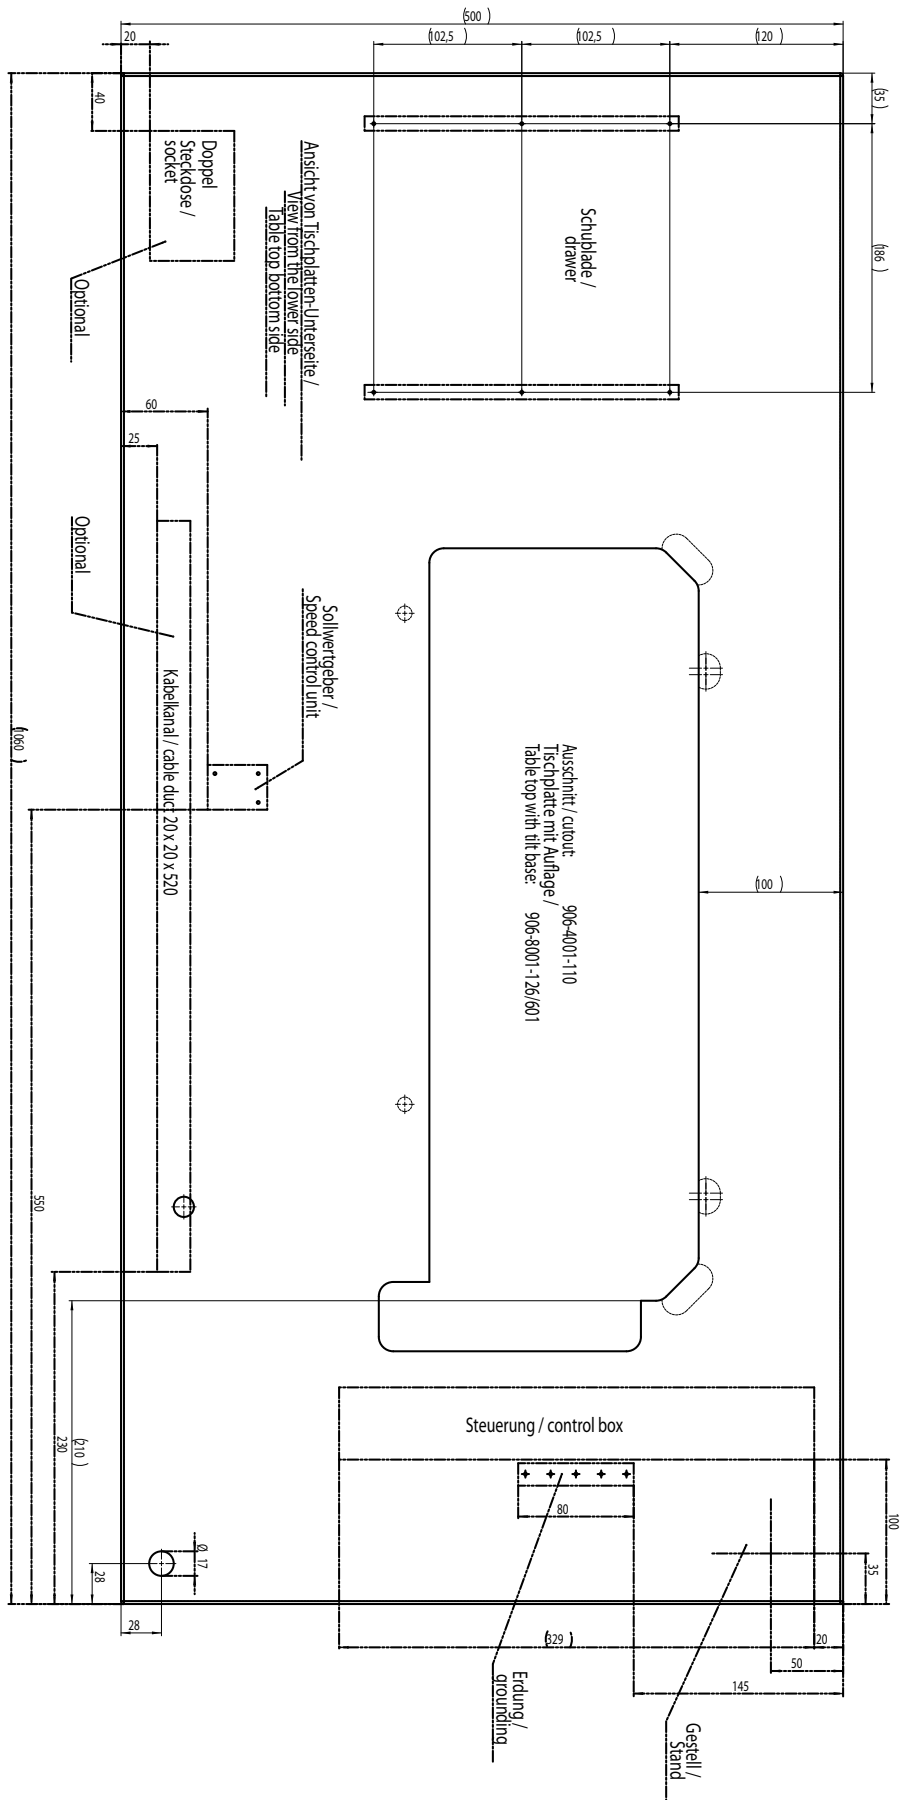 (500)
20
(102,5)
(102,5)
(120)
40
(35)
Doppel
Steckdose /
socket
Optional
Ansicht von Tischplatten-Unterseite /
View from the lower side
Table top bottom side
Schublade /
drawer
(186)
60
25
Optional
Sollwertgeber /
Speed control unit
Kabelkanal / cable duct 20 x 20 x 520
(1060)
Ausschnitt / cutout: 906-4001-110
Tischplatte mit Auflage /
Table top with tilt base: 906-8001-126/601
(100)
550
230
(210)
Steuerung / control box
80
100
35
Ø 17
28
28
(329)
20
50
145
Erdung /
grounding
Gestell /
Stand